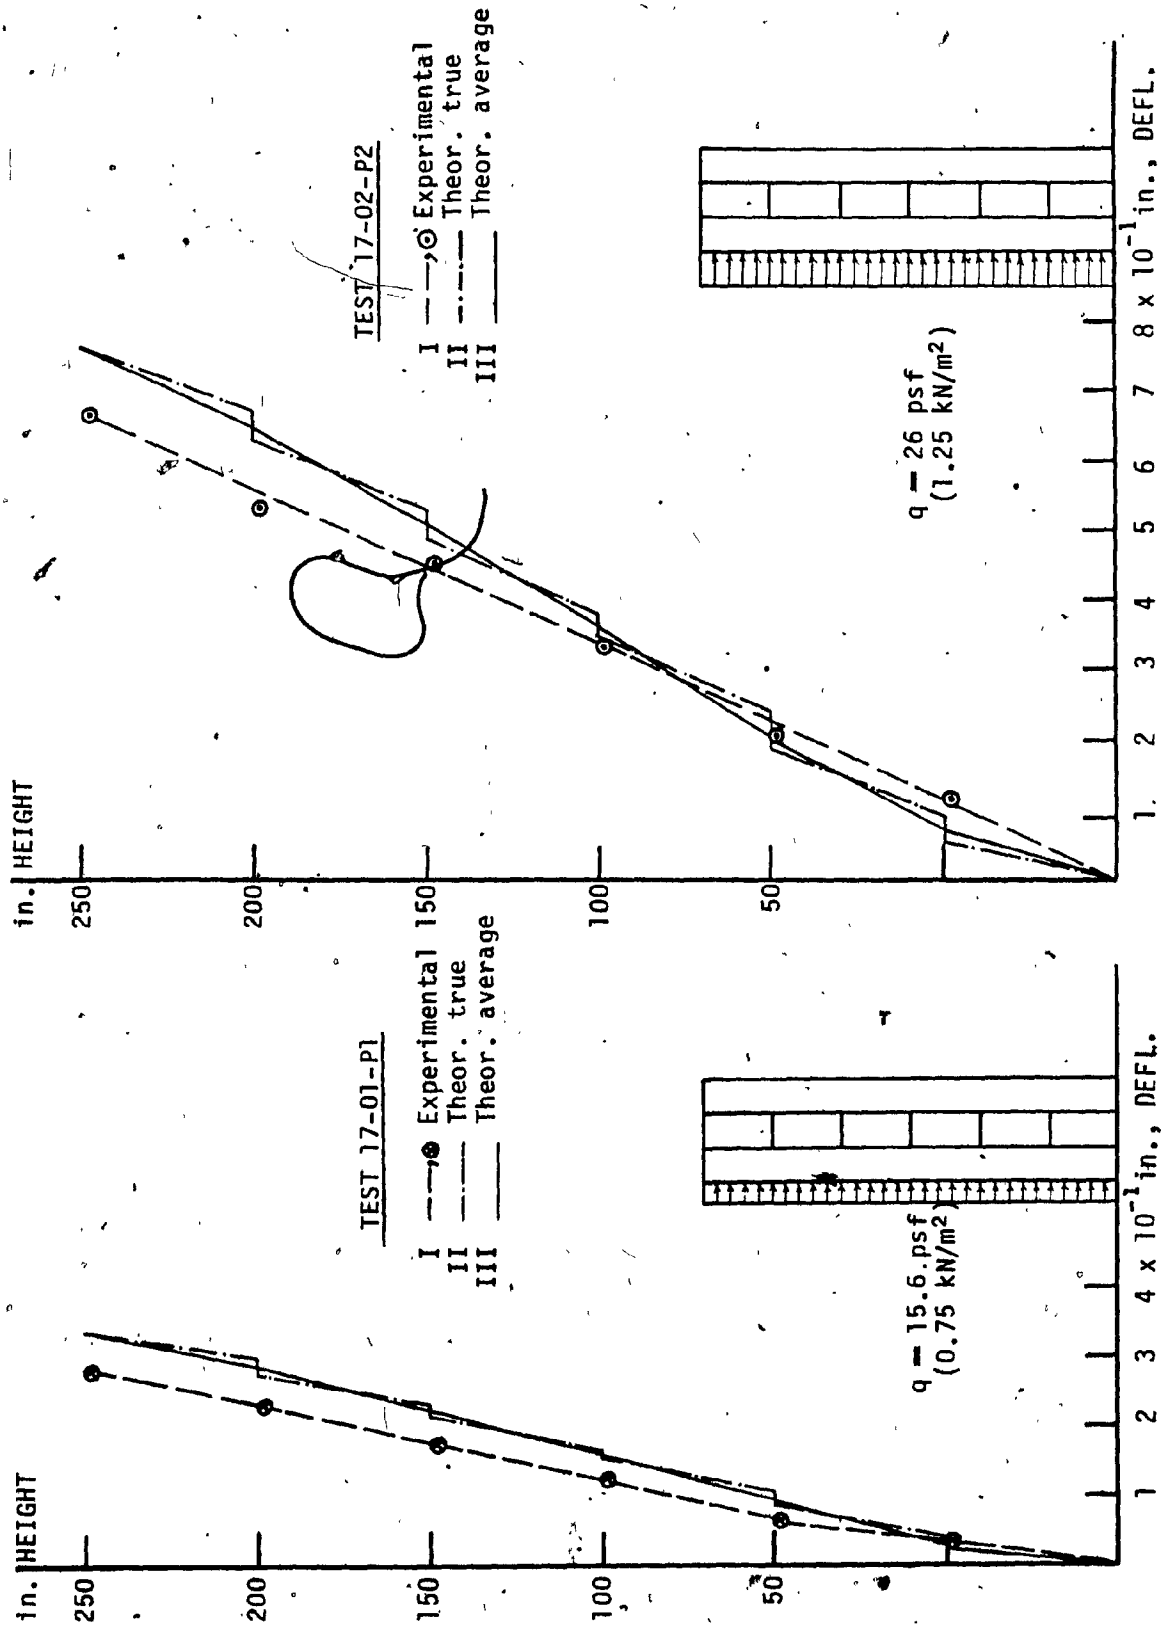 in. HEIGHT
250
200
150
100
50
TEST 17-01-P1
I ---,⊙ Experimental
II —·—·— Theor. true
III ——— Theor. average
q = 15.6.psf
(0.75 kN/m²)
1 2 3 4 x 10⁻¹ in., DEFL.
in. HEIGHT
250
200
150
100
50
TEST 17-02-P2
I ---,⊙ Experimental
II —·—·— Theor. true
III ——— Theor. average
q = 26 psf
(1.25 kN/m²)
1. 2 3 4 5 6 7 8 x 10⁻¹ in., DEFL.